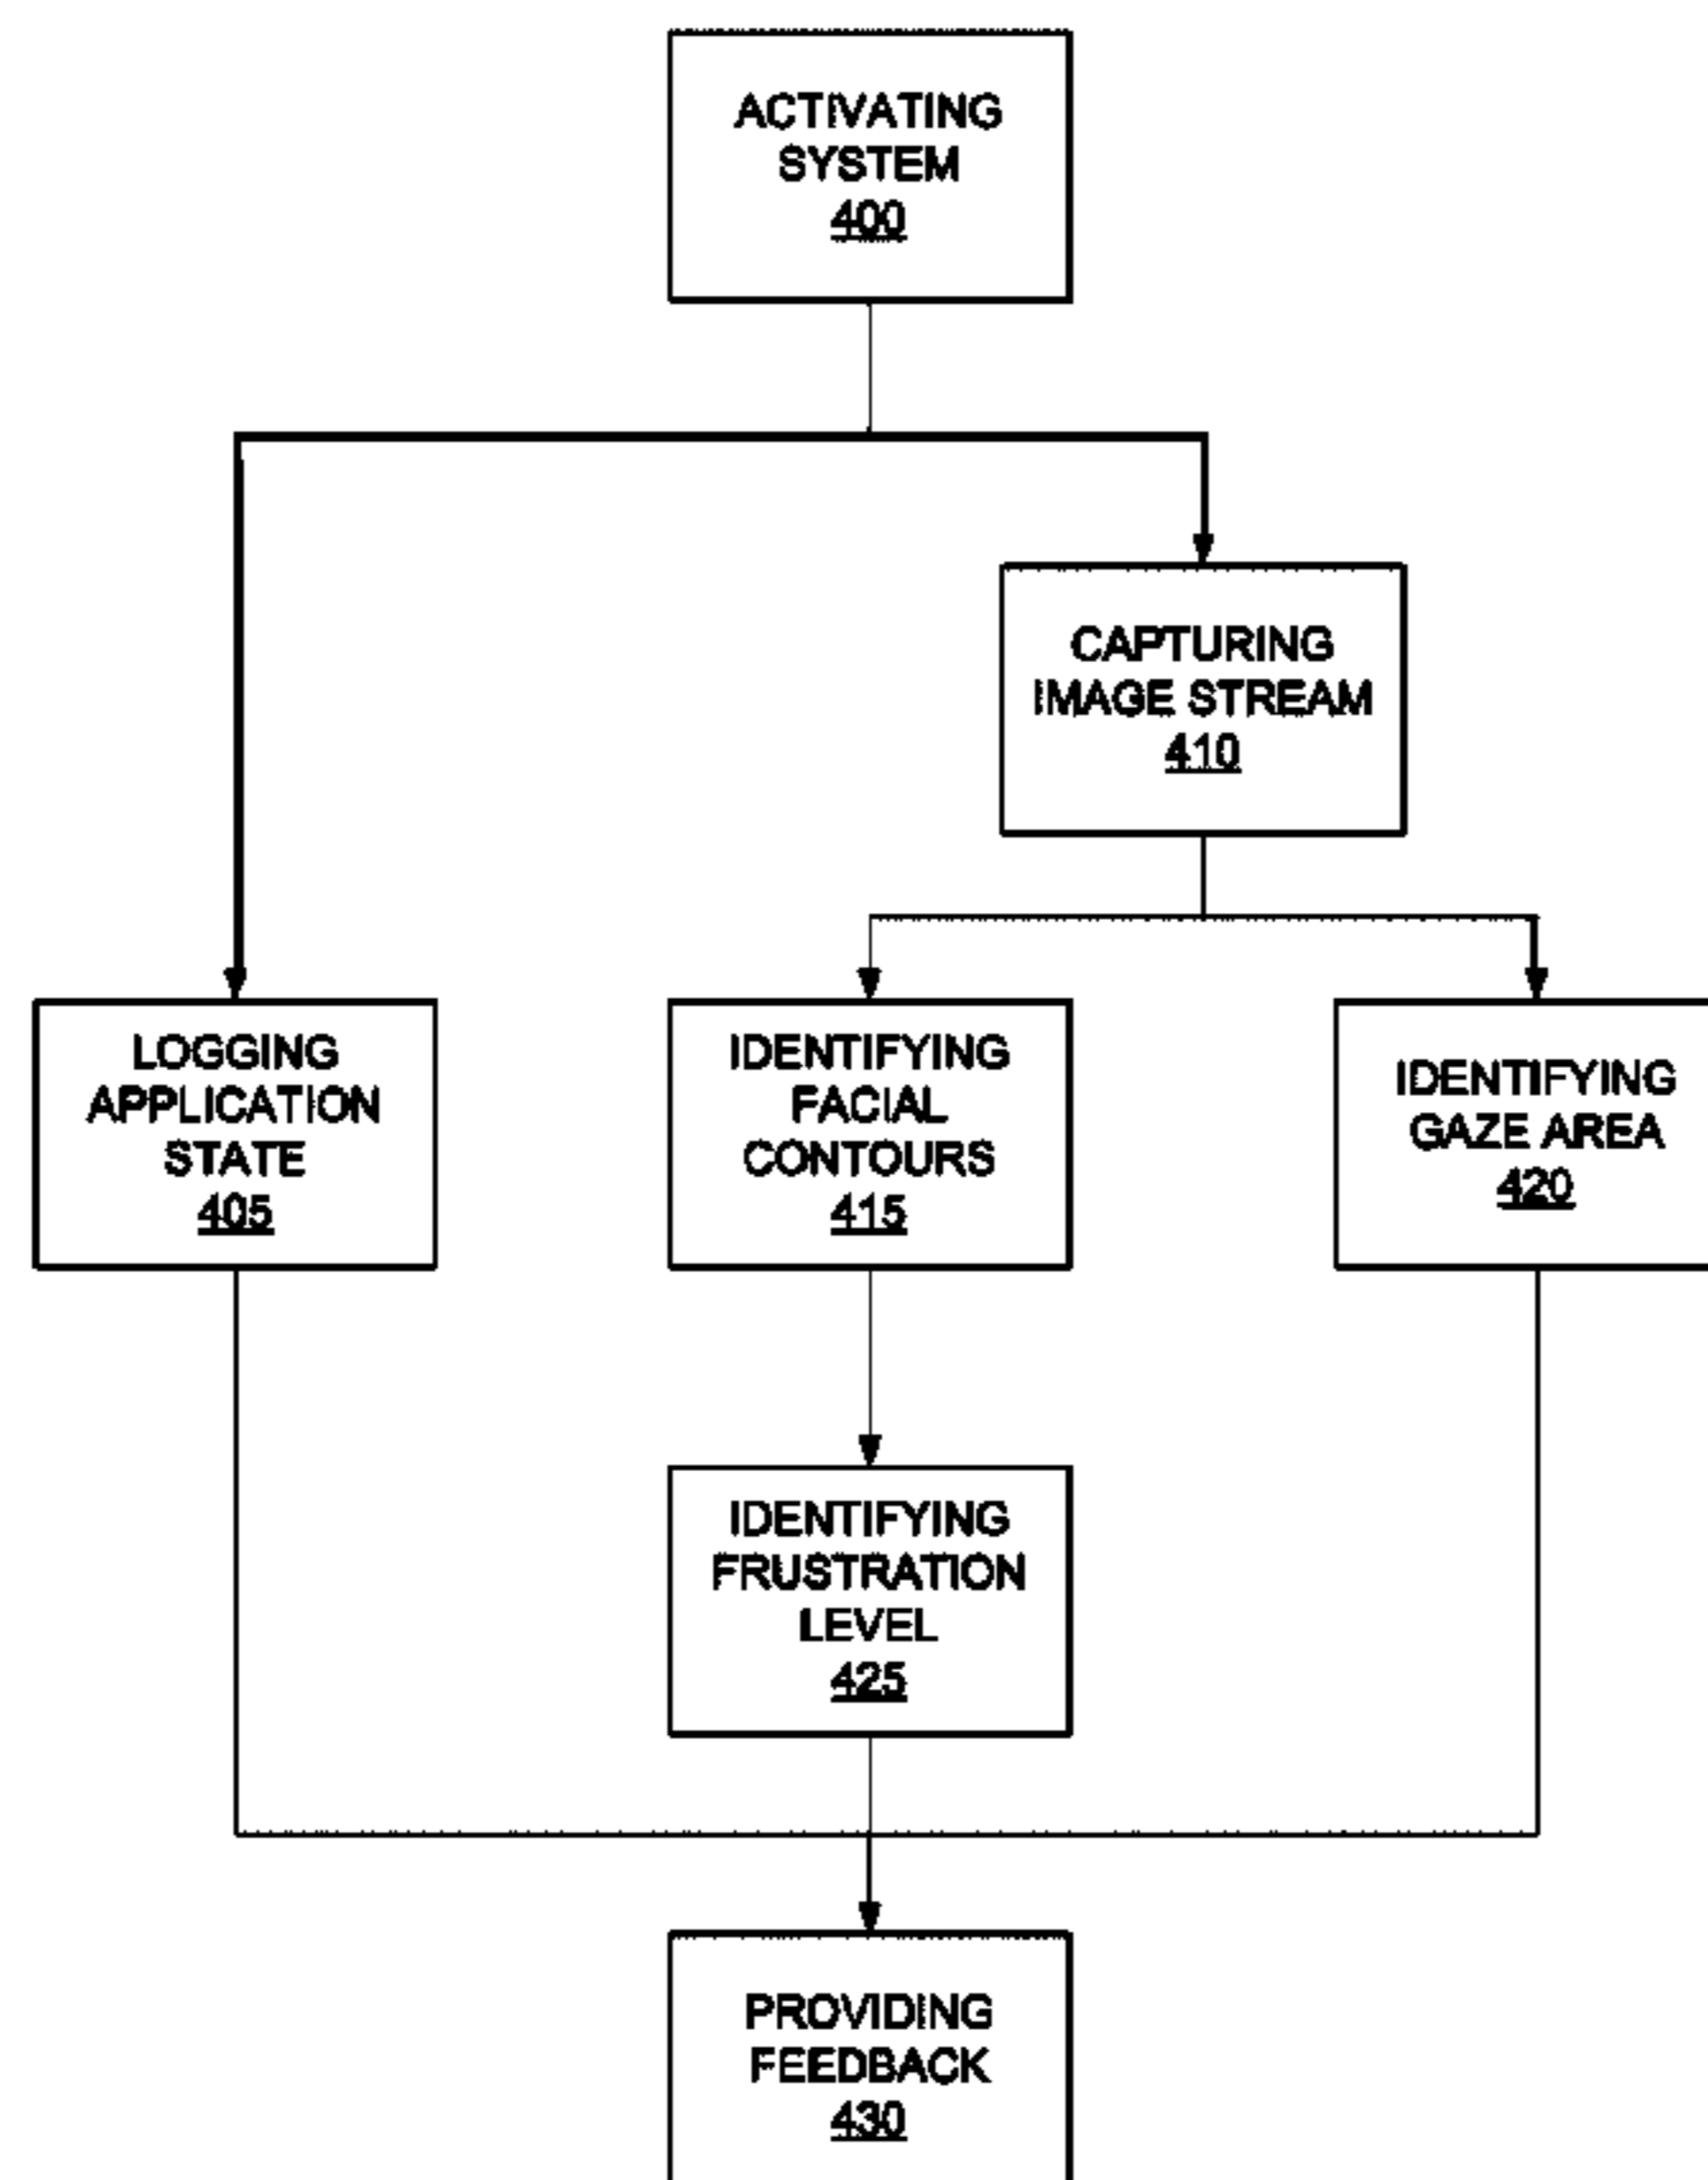 ACTIVATING
SYSTEM
400
CAPTURING
IMAGE STREAM
410
LOGGING
APPLICATION
STATE
405
IDENTIFYING
FACIAL
CONTOURS
415
IDENTIFYING
GAZE AREA
420
IDENTIFYING
FRUSTRATION
LEVEL
425
PROVIDING
FEEDBACK
430